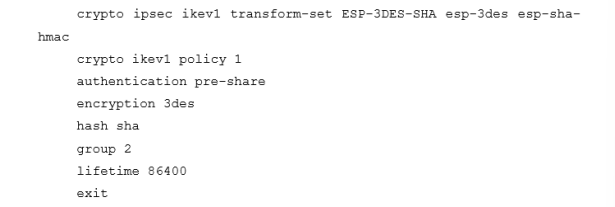 crypto ipsec ikev1 transform-set ESP-3DES-SHA esp-3des esp-sha-
hmac
crypto ikev1 policy 1
authentication pre-share
encryption 3des
hash sha
group 2
lifetime 86400
exit